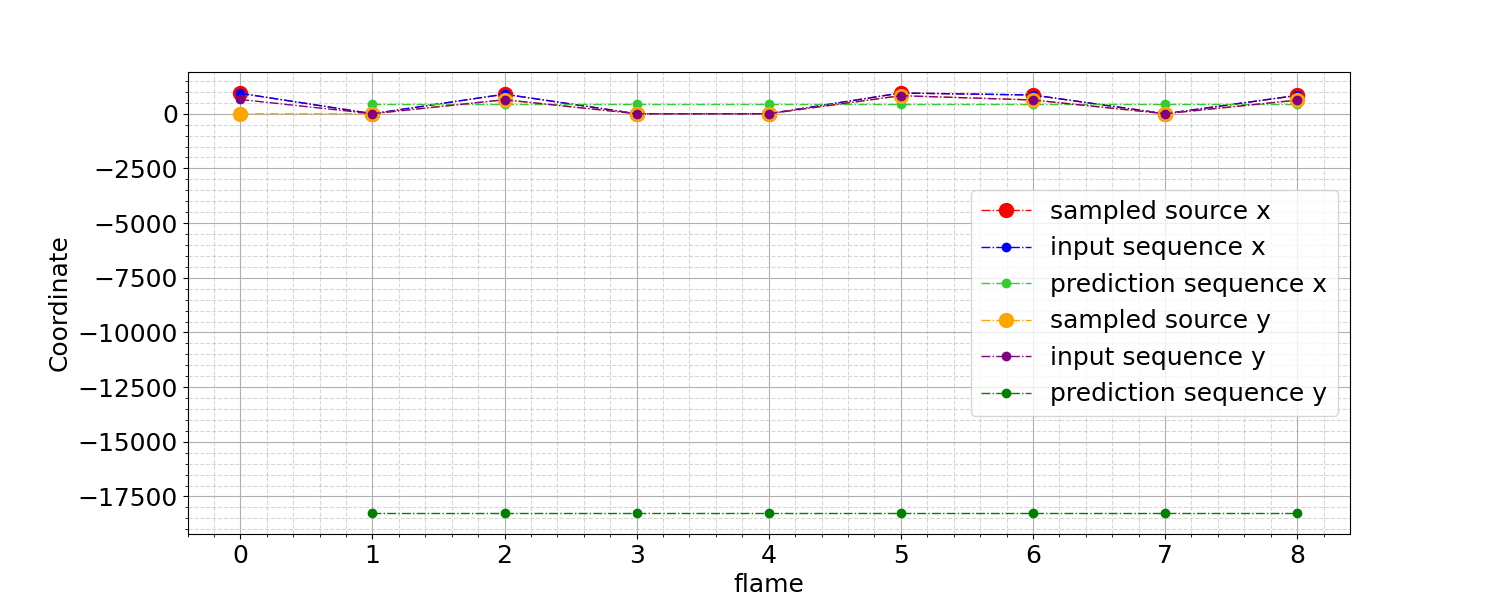 0
−2500
−5000
−7500
−10000
−12500
−15000
−17500
Coordinate
sampled source x
input sequence x
prediction sequence x
sampled source y
input sequence y
prediction sequence y
0 1 2 3 4 5 6 7 8
flame